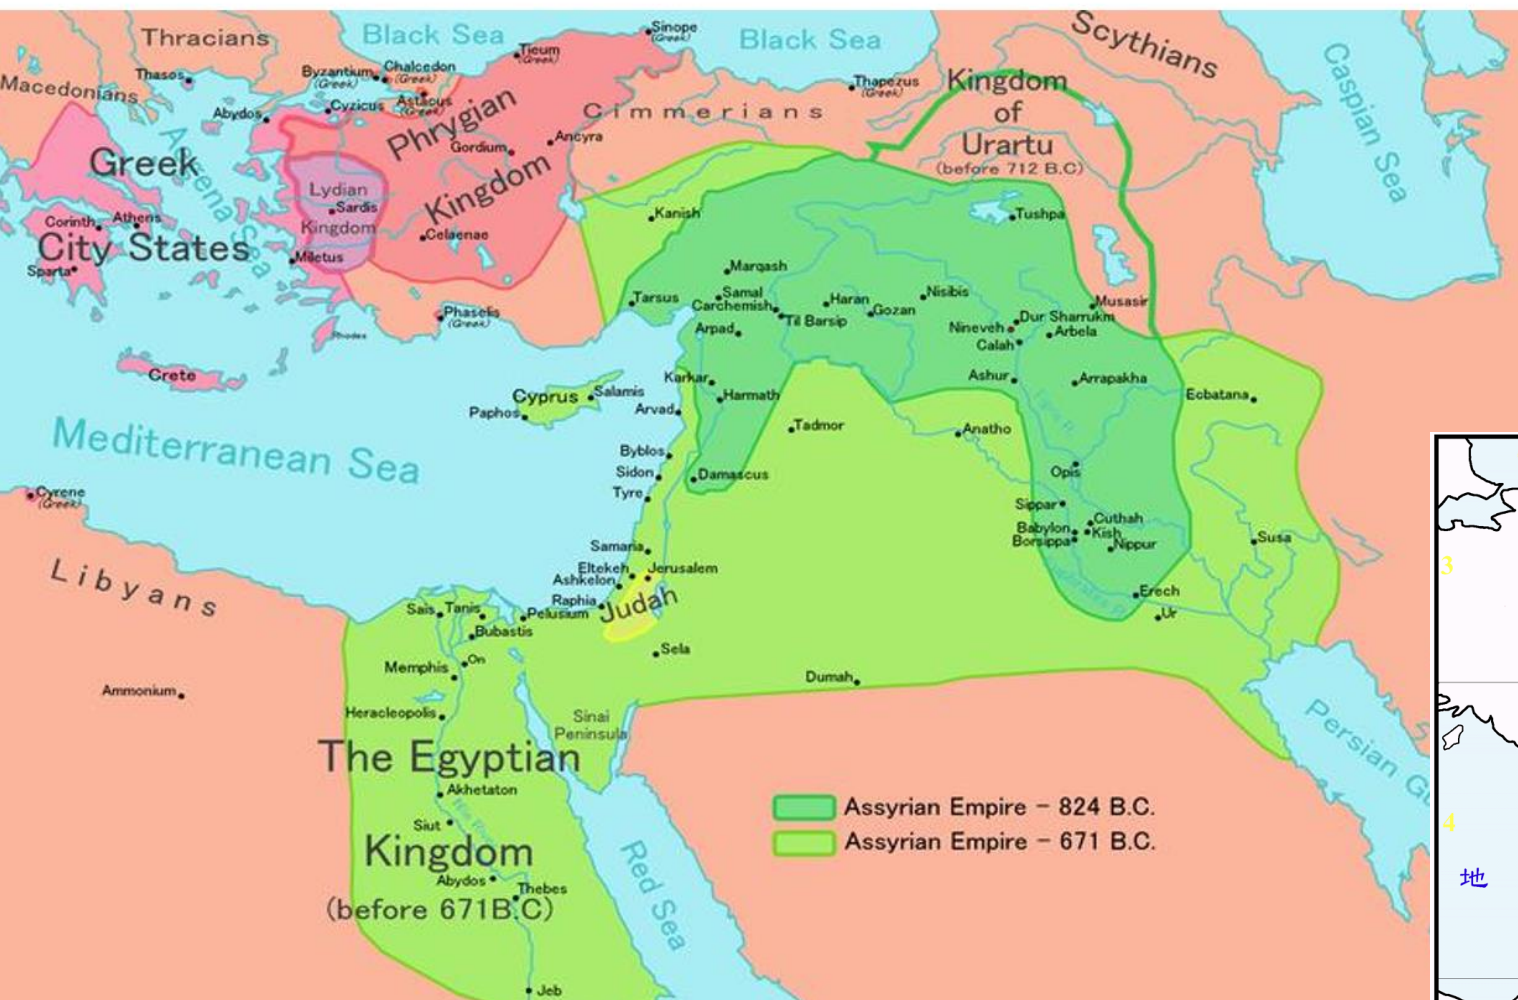 Black Sea
Black Sea
Caspian Sea
Scythians
Thracians
Macedonians
Sinope
(Greek)
Tieum
(Greek)
Byzantium
(Greek)
Chalcedon
(Greek)
Astacus
(Greek)
Thasos
Abydos
Cyzicus
Thapezus
(Greek)
Cimmerians
Kingdom
of
Urartu
(before 712 B.C)
Phrygian
Kingdom
Gordium
Ancyra
Celaenae
Greek
City States
Corinth
Athens
Sparta
Lydian
Sardis
Kingdom
Miletus
Phaselis
(Greek)
Rhodes
Crete
Kanish
Tushpa
Marqash
Tarsus
Samal
Carchemish
Til Barsip
Arpad
Haran
Gozan
Nisibis
Musasir
Dur Sharrukm
Nineveh
Arbela
Calah
Ashur
Arrapakha
Ecbatana
Karkar
Harmath
Cyprus
Salamis
Paphos
Arvad
Tadmor
Anatho
Mediterranean Sea
Byblos
Sidon
Damascus
Tyre
Opis
Sippar
Cuthah
Babylon
Kish
Borsippa
Nippur
Susa
Cyrene
(Greek)
Samaria
Eltekeh
Jerusalem
Ashkelon
Raphia
Judah
Erech
Ur
Libyans
Sais
Tanis
Pelusium
Bubastis
On
Memphis
Sela
Dumah
Ammonium
Heracleopolis
Sinai
Peninsula
The Egyptian
Kingdom
(before 671B.C)
Akhetaton
Siut
Abydos
Thebes
Jeb
Red Sea
Persian Gu
Assyrian Empire - 824 B.C.
Assyrian Empire - 671 B.C.
3
4
地